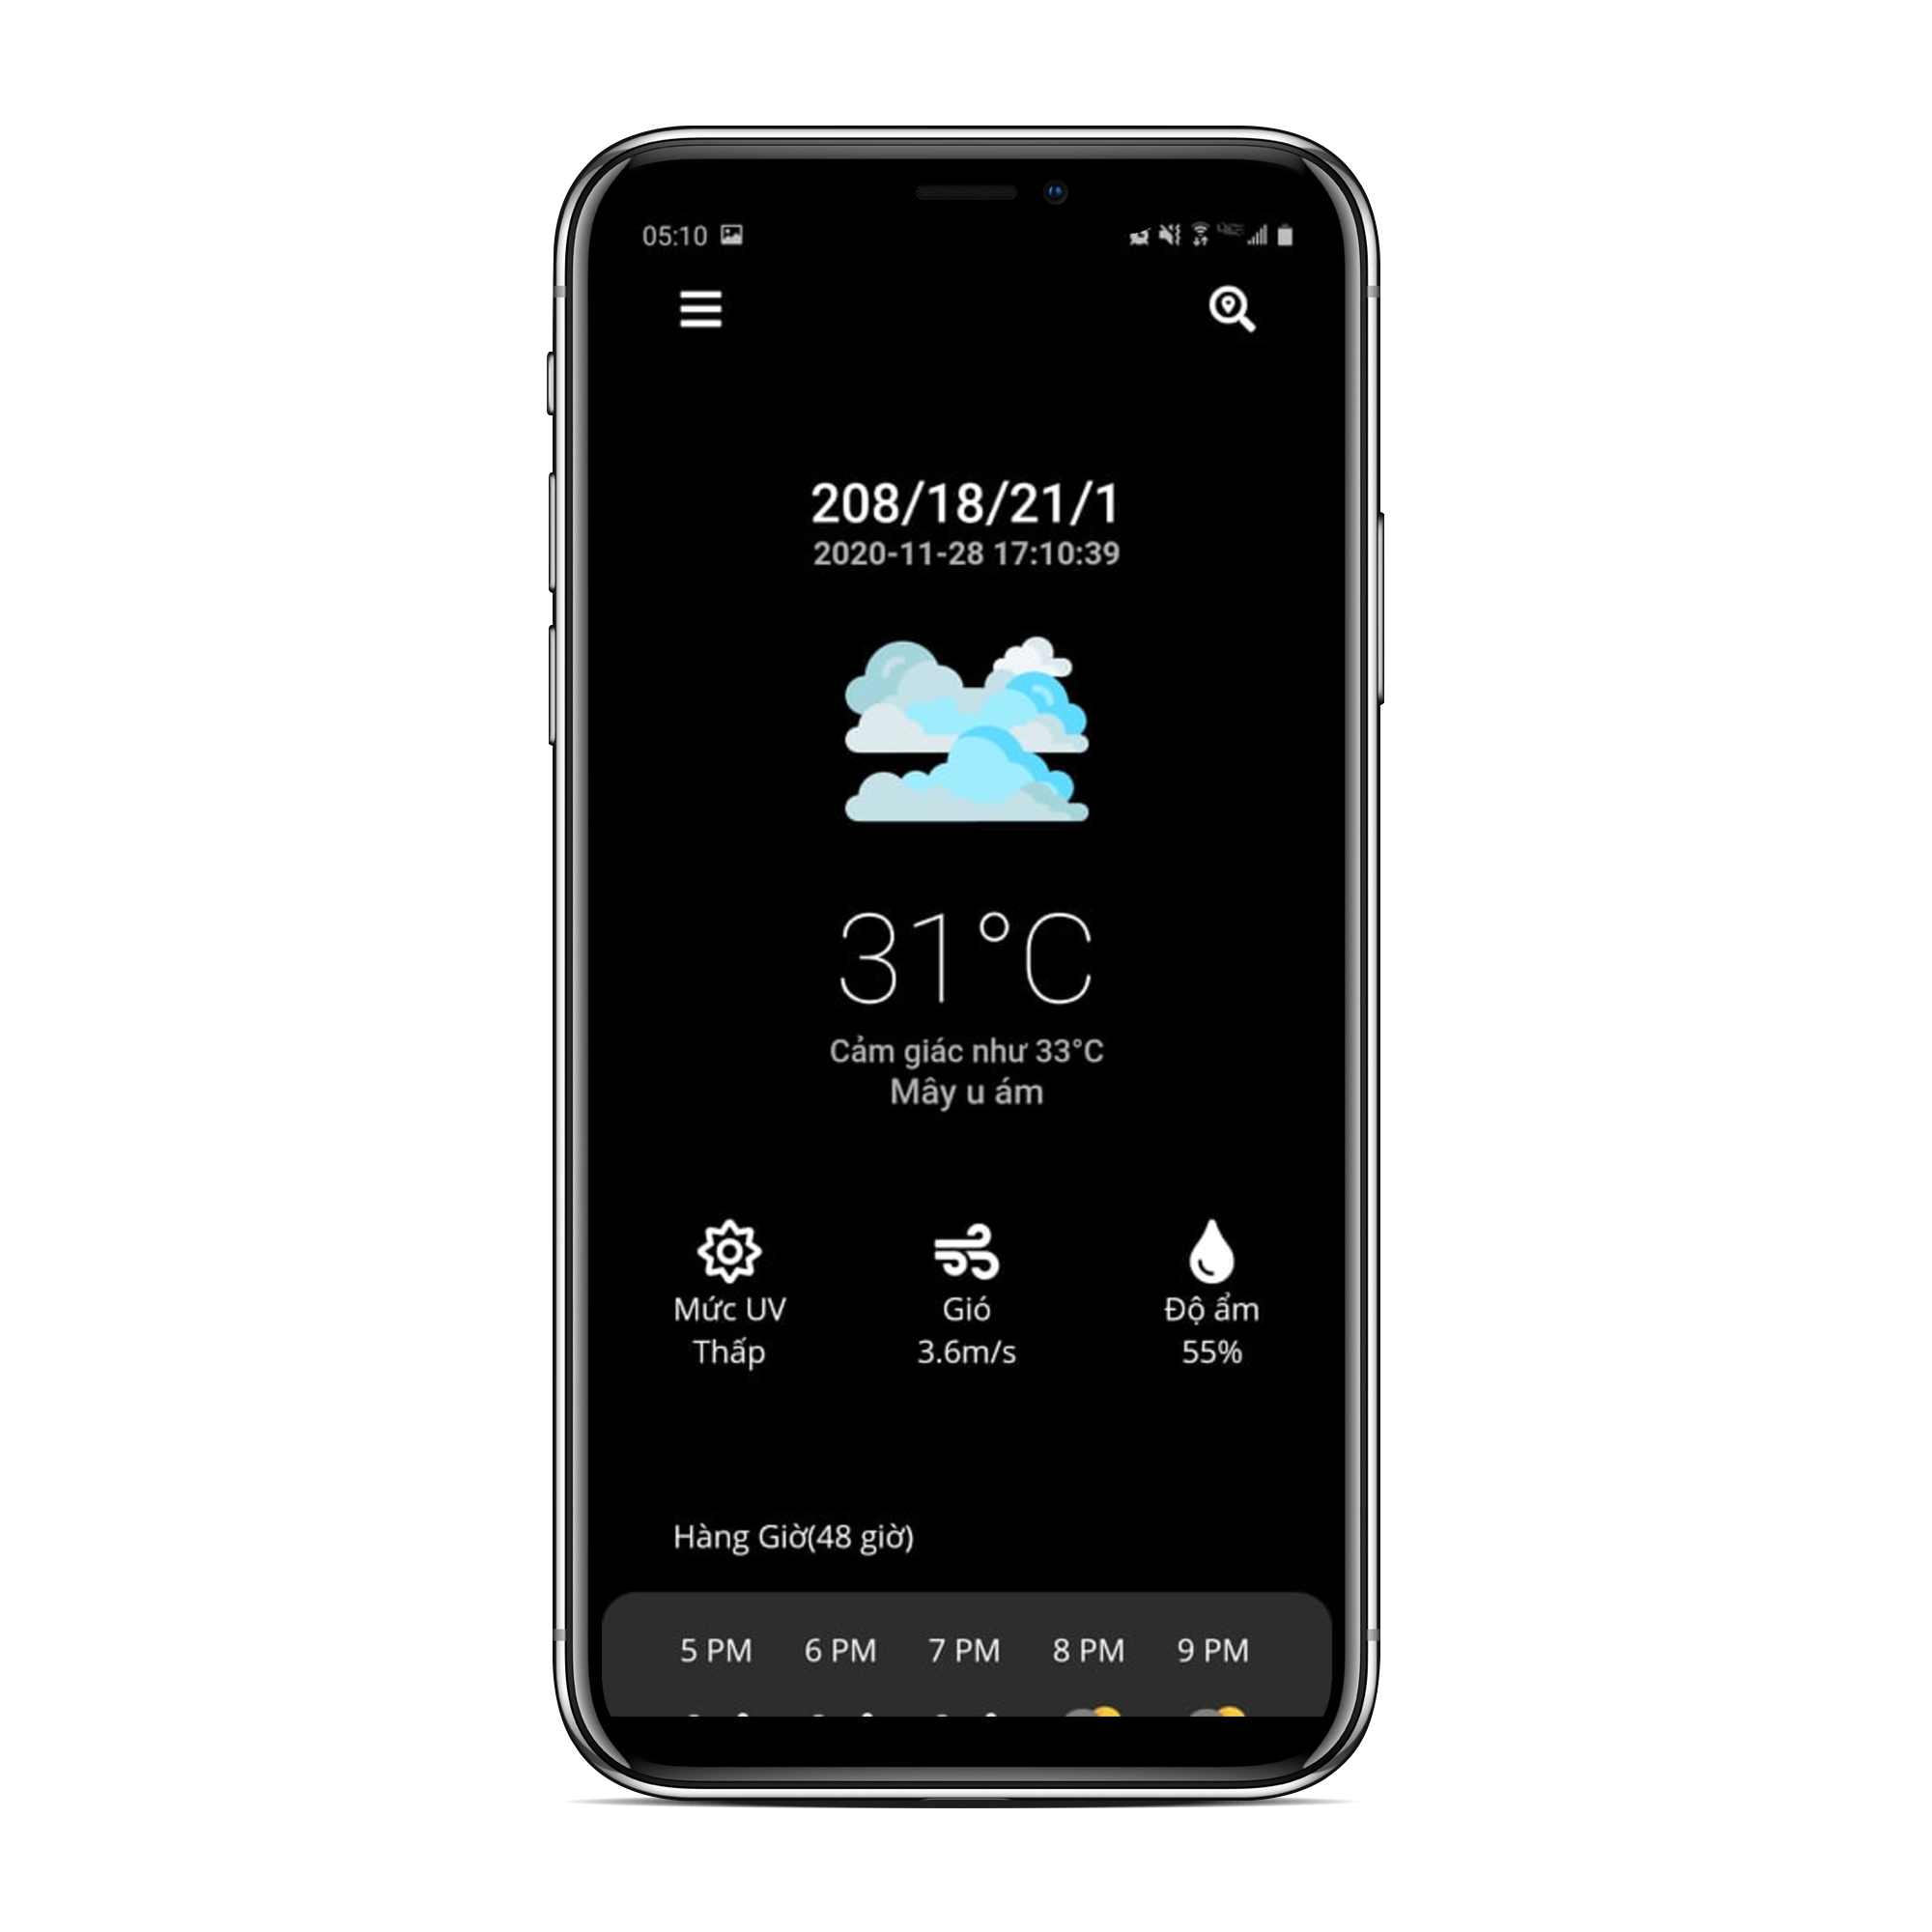 05:10
208/18/21/1
2020-11-28 17:10:39
31°C
Cảm giác như 33°C
Mây u ám
Mức UV
Thấp
Gió
3.6m/s
Độ ẩm
55%
Hàng Giờ(48 giờ)
5 PM 6 PM 7 PM 8 PM 9 PM